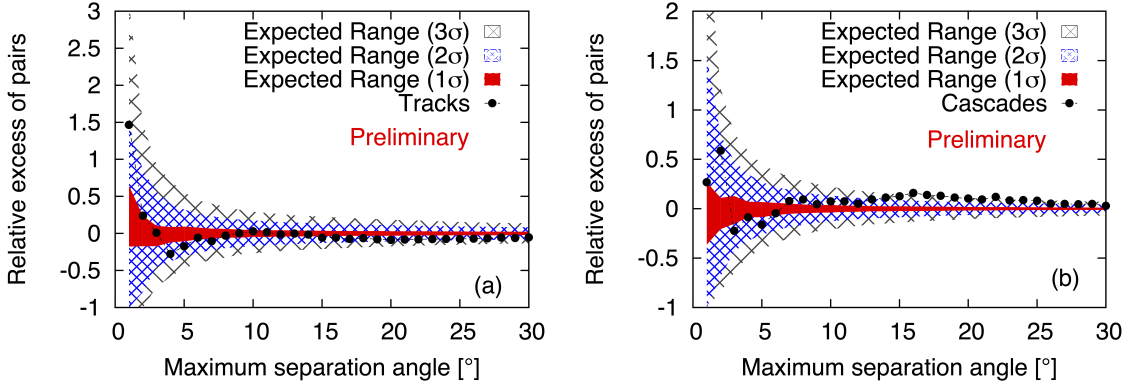 Relative excess of pairs
3
2.5
2
1.5
1
0.5
0
-0.5
-1
Expected Range (3σ)
Expected Range (2σ)
Expected Range (1σ)
Tracks
Preliminary
(a)
0 5 10 15 20 25 30
Maximum separation angle [°]
Relative excess of pairs
2
1.5
1
0.5
0
-0.5
-1
Expected Range (3σ)
Expected Range (2σ)
Expected Range (1σ)
Cascades
Preliminary
(b)
0 5 10 15 20 25 30
Maximum separation angle [°]